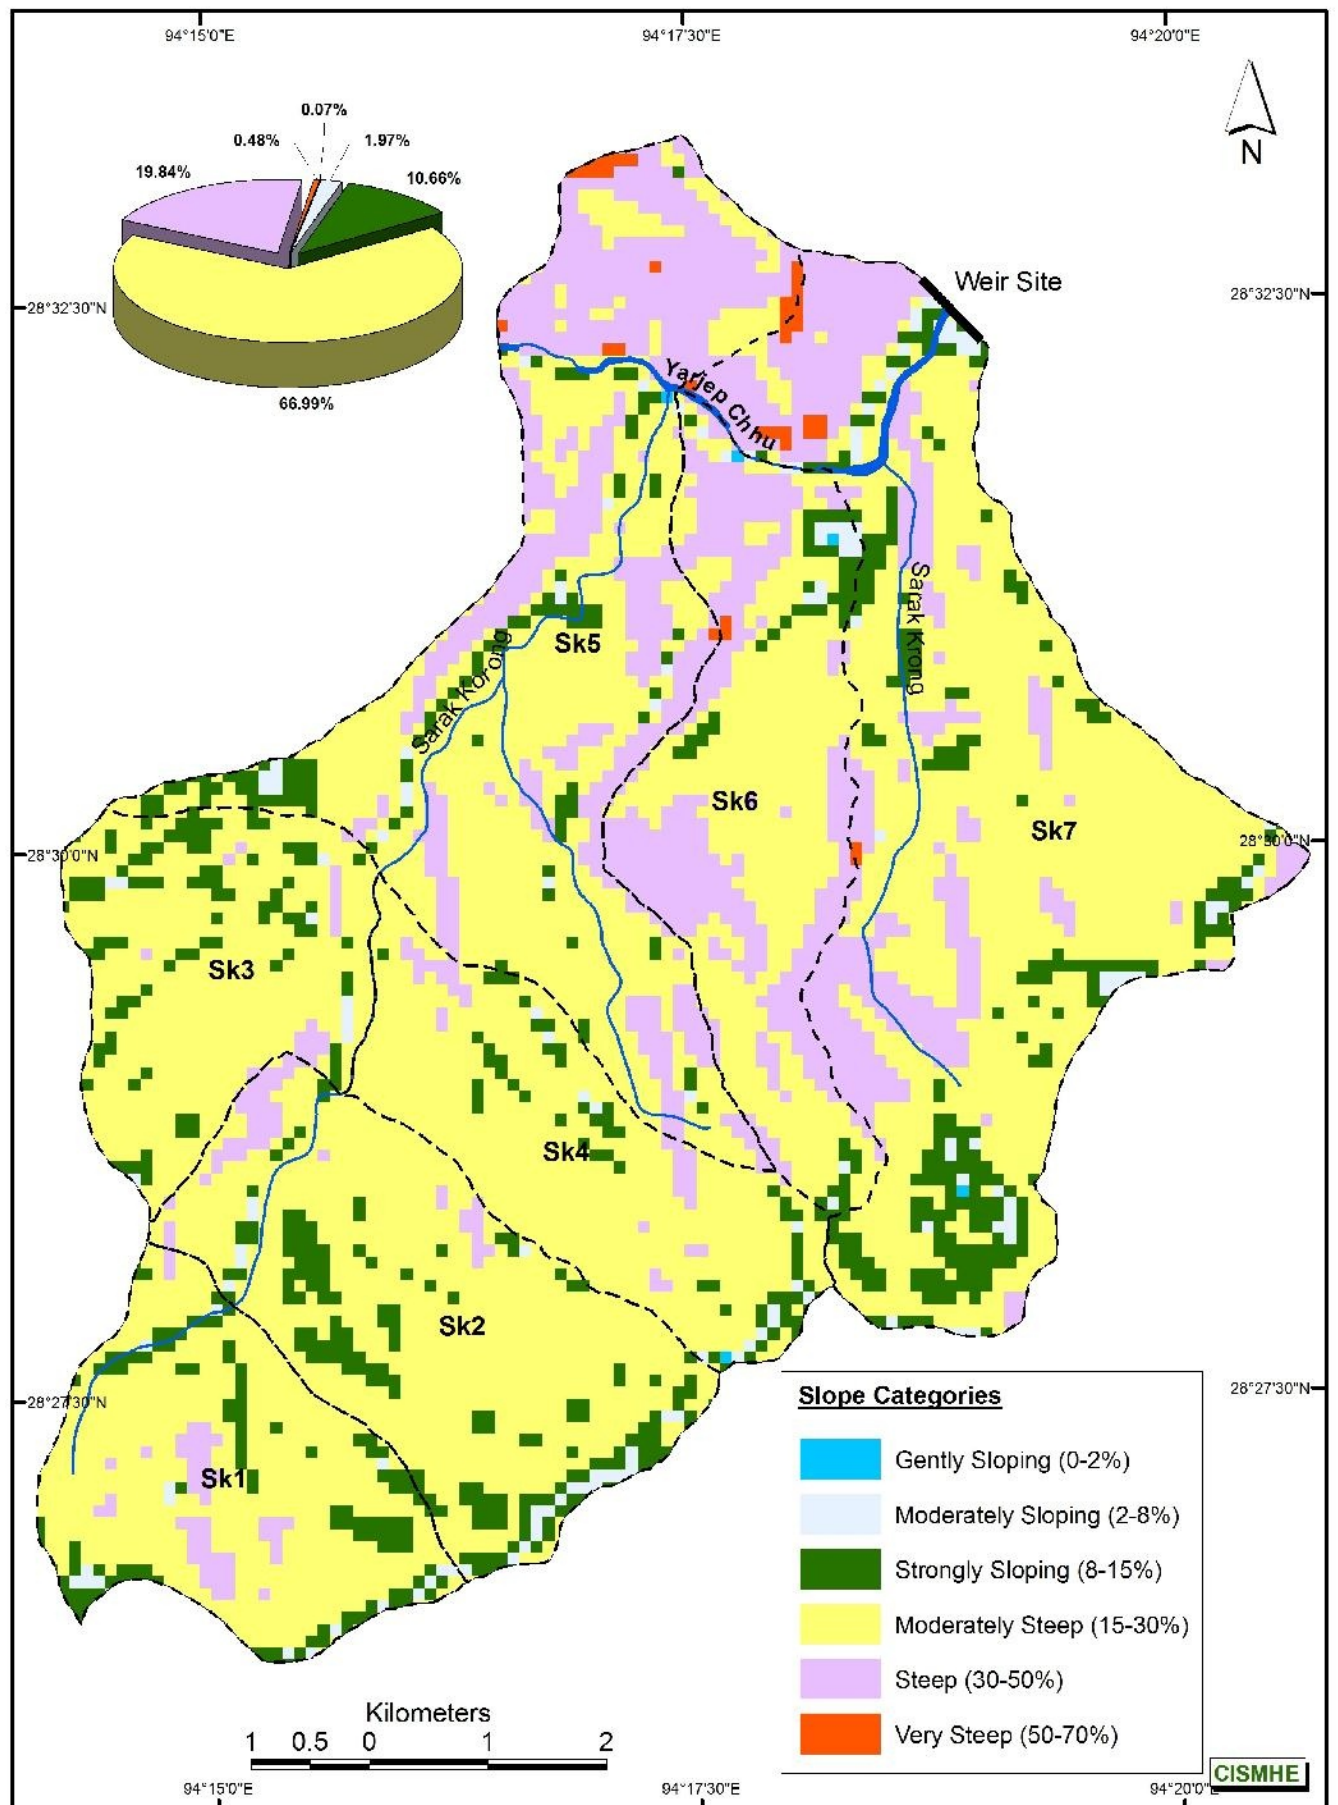 94°15'0"E
94°17'30"E
94°20'0"E
N
0.07%
0.48%
1.97%
19.84%
10.66%
66.99%
Weir Site
28°32'30"N
28°32'30"N
Yarjep Chhu
Sarak Krong
Sk5
Sarak Korong
Sk6
Sk7
28°30'0"N
28°30'0"N
Sk3
Sk4
Sk2
28°27'30"N
28°27'30"N
Sk1
Slope Categories
Gently Sloping (0-2%)
Moderately Sloping (2-8%)
Strongly Sloping (8-15%)
Moderately Steep (15-30%)
Steep (30-50%)
Very Steep (50-70%)
Kilometers
1 0.5 0 1 2
CISMHE
94°15'0"E
94°17'30"E
94°20'0"E